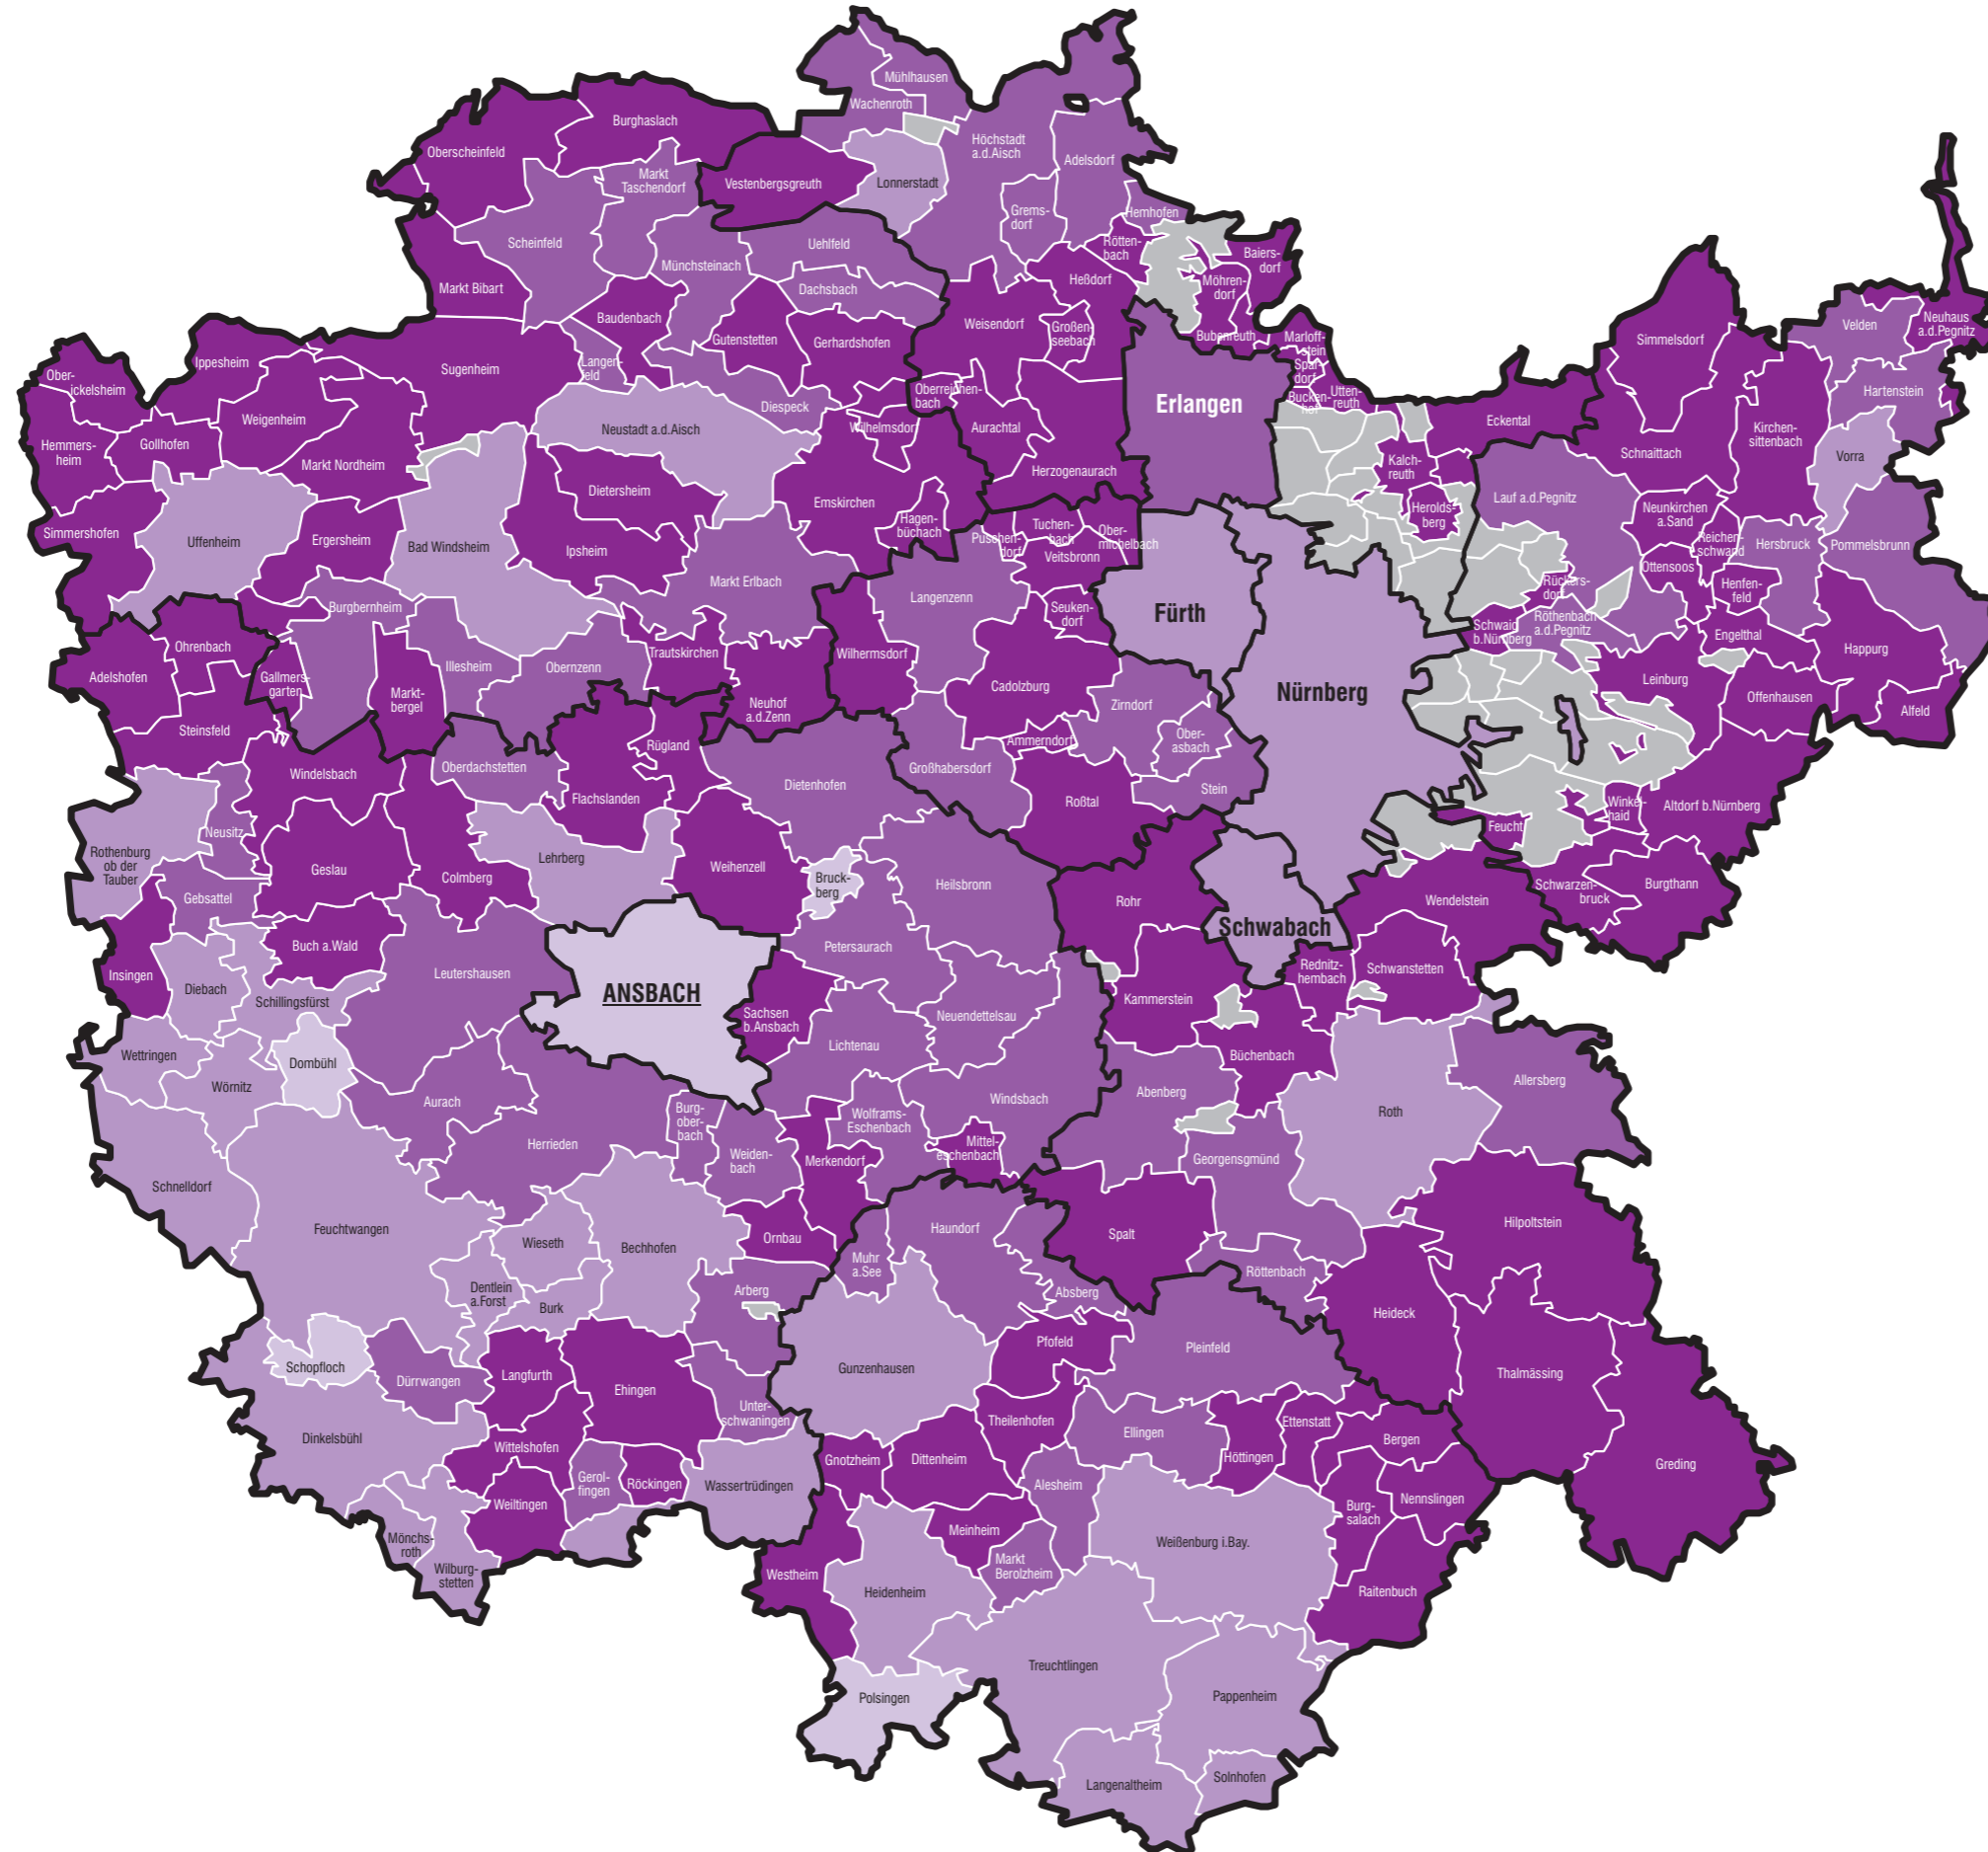 Mühlhausen
Wachenroth
Burghaslach
Höchstadt
a.d.Aisch
Oberscheinfeld
Adelsdorf
Markt
Taschendorf
Vestenbergsgreuth
Lonnerstadt
Grems-
dorf
Hemhofen
Scheinfeld
Uehlfeld
Rötten-
bach
Baiers-
dorf
Münchsteinach
Heßdorf
Möhren-
dorf
Markt Bibart
Dachsbach
Baudenbach
Weisendorf
Großen-
seebach
Velden
Neuhaus
a.d.Pegnitz
Gutenstetten
Gerhardshofen
Bubenreuth
Marloff-
stein
Simmelsdorf
Ippesheim
Sugenheim
Langen-
feld
Spar-
dorf
Ober-
ickelsheim
Oberreichen-
bach
Bucken-
hof
Utten-
reuth
Hartenstein
Erlangen
Diespeck
Weigenheim
Neustadt a.d.Aisch
Wilhelmsdorf
Aurachtal
Eckental
Kirchen-
sittenbach
Hemmers-
heim
Gollhofen
Schnaittach
Vorra
Markt Nordheim
Kalch-
reuth
Herzogenaurach
Dietersheim
Lauf a.d.Pegnitz
Emskirchen
Herolds-
berg
Neunkirchen
a.Sand
Simmershofen
Hagen-
büchach
Tuchen-
bach
Ober-
michelbach
Uffenheim
Ergersheim
Bad Windsheim
Ipsheim
Puschen-
dorf
Veitsbronn
Reichen-
schwand
Hersbruck
Pommelsbrunn
Ottensoos
Markt Erlbach
Rückers-
dorf
Henfen-
feld
Langenzenn
Burgbernheim
Seuken-
dorf
Fürth
Röthenbach
a.d.Pegnitz
Schwaig
b.Nürnberg
Engelthal
Ohrenbach
Trautskirchen
Wilhermsdorf
Happurg
Illesheim
Obernzenn
Adelshofen
Gallmers-
garten
Leinburg
Markt-
bergel
Cadolzburg
Nürnberg
Offenhausen
Neuhof
a.d.Zenn
Zirndorf
Alfeld
Steinsfeld
Ober-
asbach
Ammerndorf
Rügland
Oberdachstetten
Großhabersdorf
Windelsbach
Dietenhofen
Stein
Flachslanden
Roßtal
Winkel-
haid
Altdorf b.Nürnberg
Feucht
Neusitz
Rothenburg
ob der
Tauber
Lehrberg
Geslau
Weihenzell
Colmberg
Bruck-
berg
Heilsbronn
Schwarzen-
bruck
Burgthann
Gebsattel
Rohr
Wendelstein
Schwabach
Buch a.Wald
Petersaurach
Rednitz-
hembach
Schwanstetten
Insingen
Leutershausen
Diebach
ANSBACH
Schillingsfürst
Kammerstein
Sachsen
b.Ansbach
Neuendettelsau
Lichtenau
Wettringen
Büchenbach
Dombühl
Wörnitz
Allersberg
Abenberg
Aurach
Windsbach
Roth
Burg-
ober-
bach
Wolframs-
Eschenbach
Herrieden
Mittel-
eschenbach
Weiden-
bach
Merkendorf
Georgensgmünd
Schnelldorf
Hilpoltstein
Feuchtwangen
Haundorf
Spalt
Ornbau
Wieseth
Bechhofen
Muhr
a.See
Röttenbach
Dentlein
a.Forst
Absberg
Arberg
Burk
Heideck
Pfofeld
Pleinfeld
Schopfloch
Gunzenhausen
Thalmässing
Langfurth
Dürrwangen
Ehingen
Unter-
schwaningen
Theilenhofen
Ettenstatt
Ellingen
Dinkelsbühl
Bergen
Wittelshofen
Gnotzheim
Dittenheim
Höttingen
Greding
Gerol-
fingen
Röckingen
Wassertrüdingen
Alesheim
Nennslingen
Weiltingen
Burg-
salach
Meinheim
Mönchs-
roth
Weißenburg i.Bay.
Markt
Berolzheim
Wilburg-
stetten
Westheim
Heidenheim
Raitenbuch
Treuchtlingen
Polsingen
Pappenheim
Langenaltheim
Solnhofen